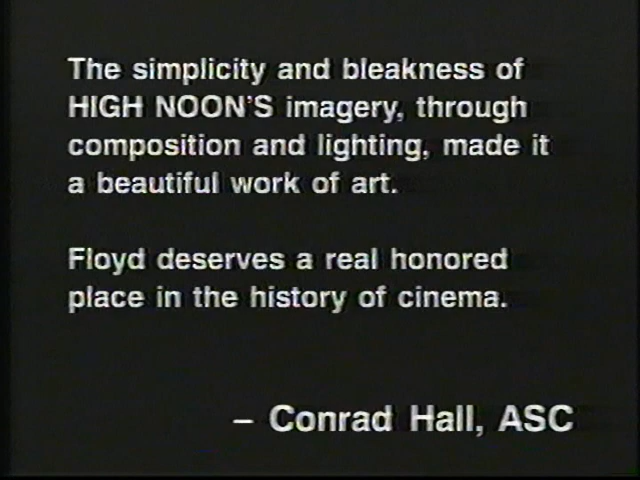 The simplicity and bleakness of
HIGH NOON'S imagery, through
composition and lighting, made it
a beautiful work of art.
Floyd deserves a real honored
place in the history of cinema.
– Conrad Hall, ASC